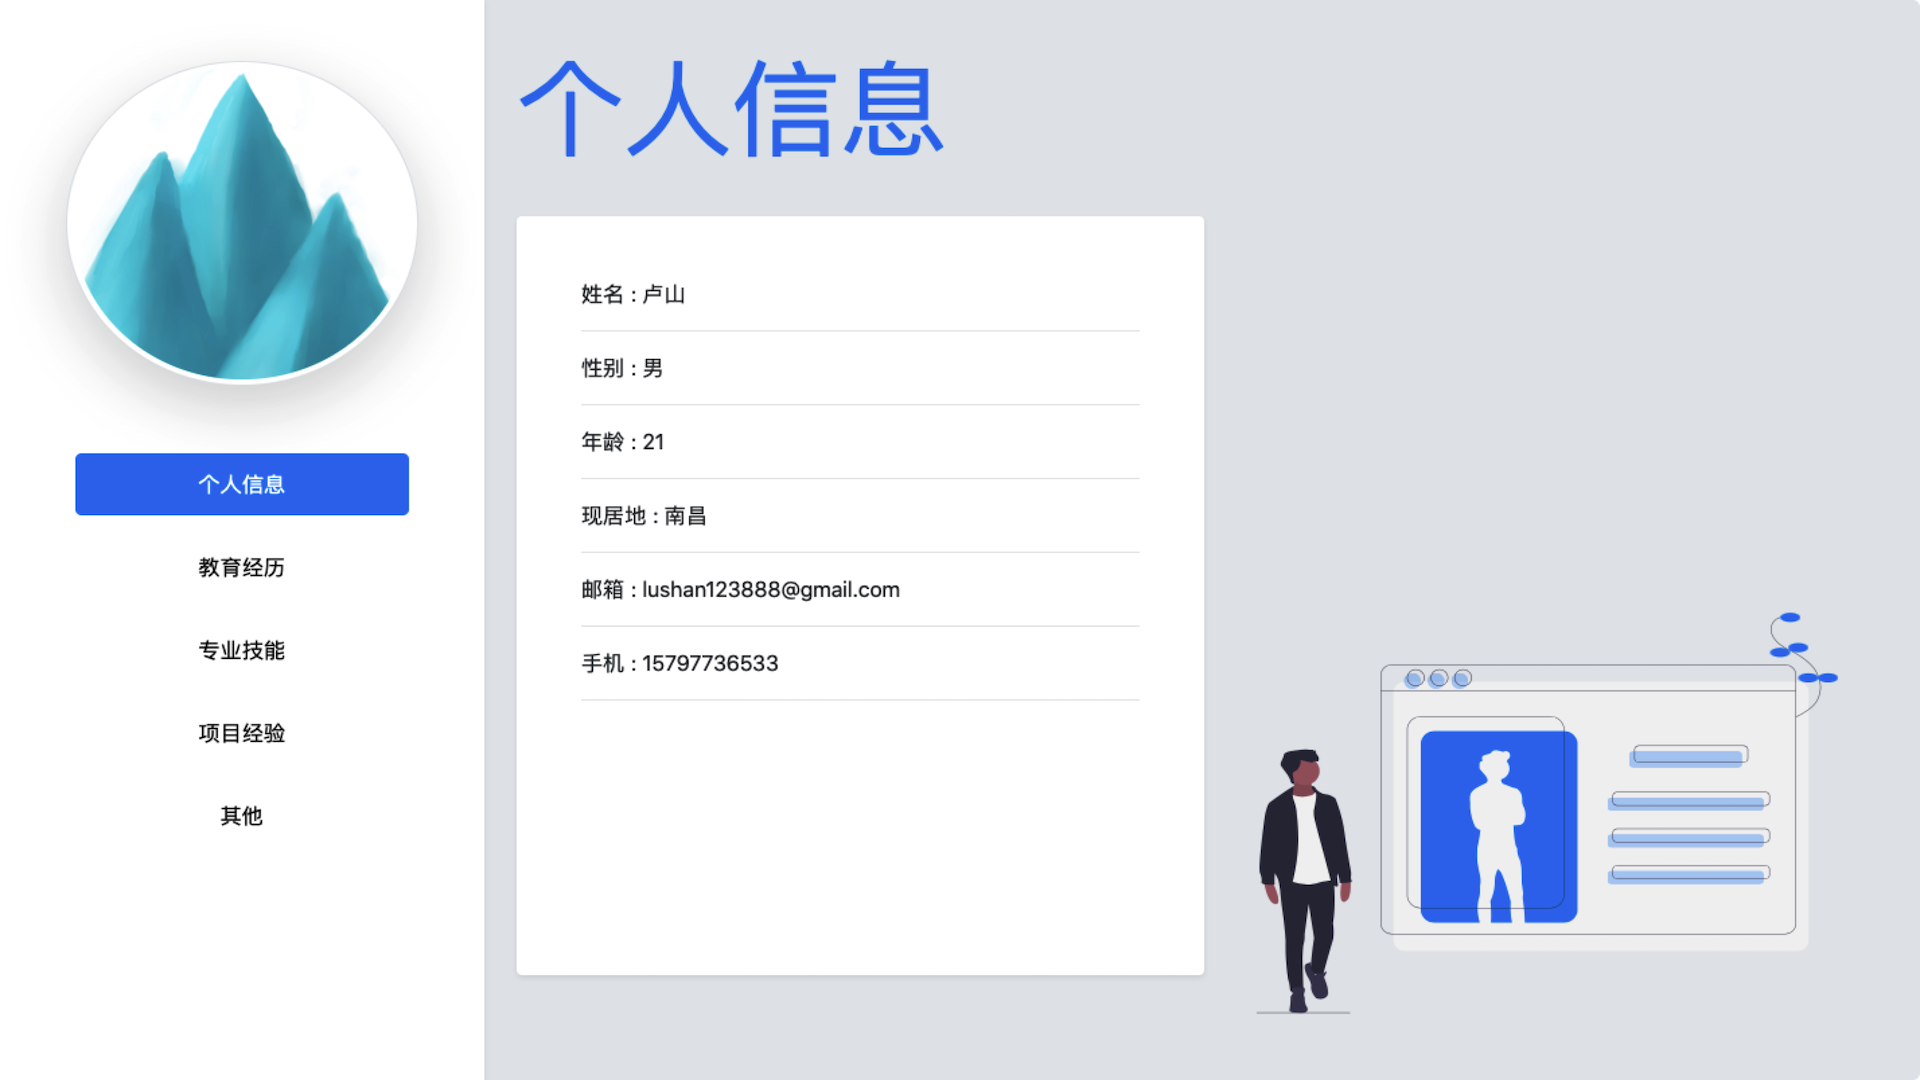 个人信息
教育经历
专业技能
项目经验
其他
个人信息
姓名 : 卢山
性别 : 男
年龄 : 21
现居地 : 南昌
邮箱 : lushan123888@gmail.com
手机 : 15797736533